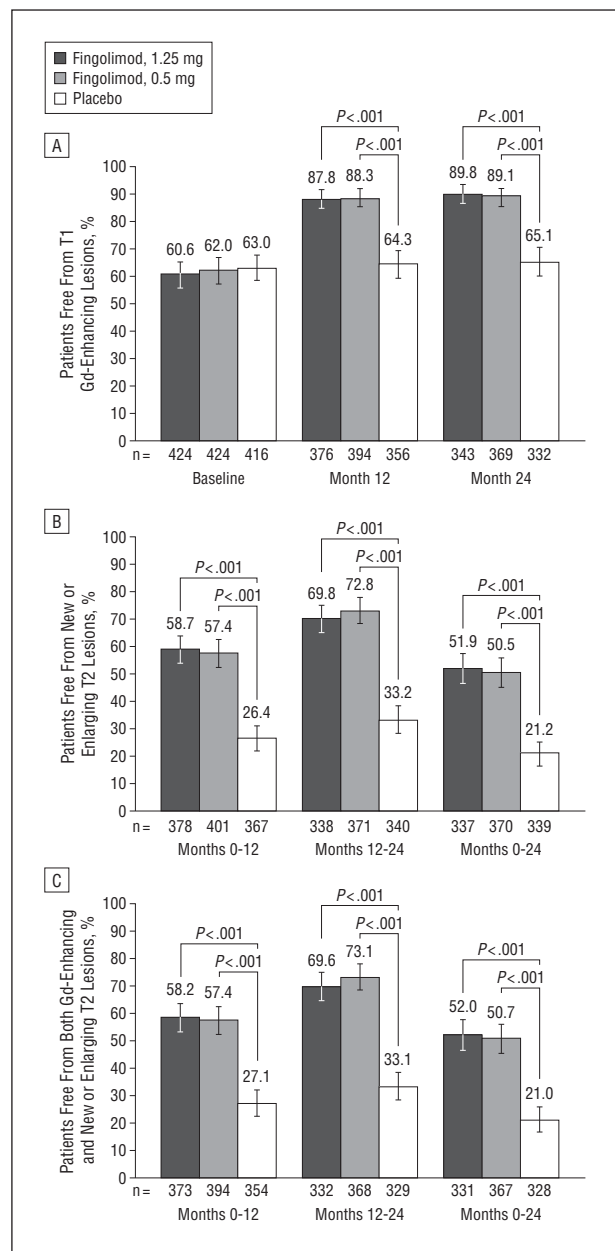 Fingolimod, 1.25 mg
Fingolimod, 0.5 mg
Placebo
A
Patients Free From T1
Gd-Enhancing Lesions, %
100
90
80
70
60
50
40
30
20
10
0
60.6 62.0 63.0
P<.001
P<.001
87.8 88.3 64.3
P<.001
P<.001
89.8 89.1 65.1
n = 424 424 416 376 394 356 343 369 332
Baseline Month 12 Month 24
B
Patients Free From New or
Enlarging T2 Lesions, %
100
90
80
70
60
50
40
30
20
10
0
P<.001
P<.001
58.7 57.4 26.4
P<.001
P<.001
69.8 72.8 33.2
P<.001
P<.001
51.9 50.5 21.2
n = 378 401 367 338 371 340 337 370 339
Months 0-12 Months 12-24 Months 0-24
C
Patients Free From Both Gd-Enhancing
and New or Enlarging T2 Lesions, %
100
90
80
70
60
50
40
30
20
10
0
P<.001
P<.001
58.2 57.4 27.1
P<.001
P<.001
69.6 73.1 33.1
P<.001
P<.001
52.0 50.7 21.0
n = 373 394 354 332 368 329 331 367 328
Months 0-12 Months 12-24 Months 0-24